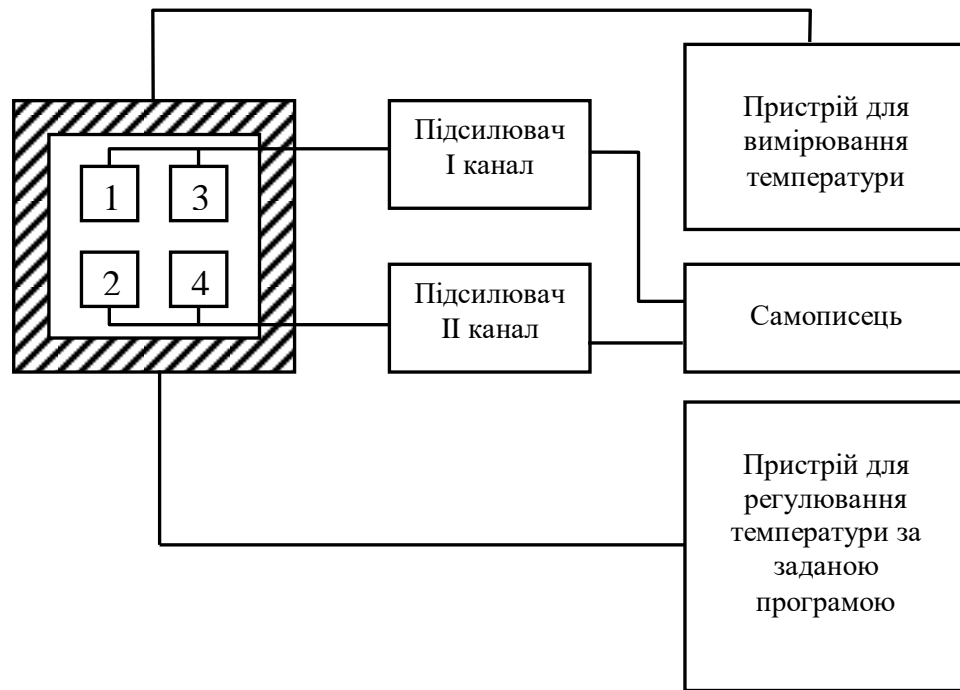 Пристрій для
вимірювання
температури
Підсилювач
І канал
1 3
2 4
Підсилювач
ІІ канал
Самописець
Пристрій для
регулювання
температури за
заданою
програмою